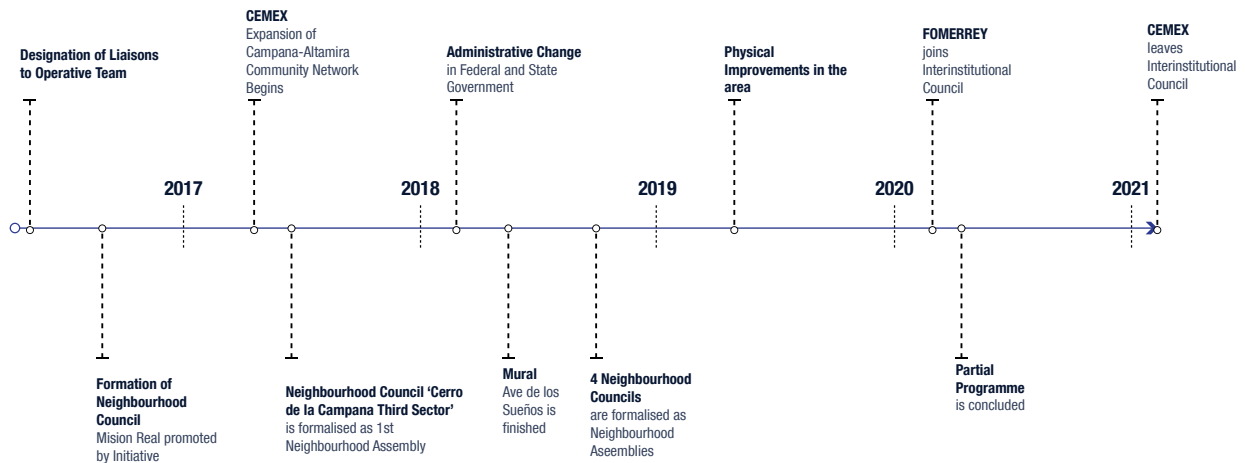 Designation of Liaisons
to Operative Team
CEMEX
Expansion of
Campana-Altamira
Community Network
Begins
Administrative Change
in Federal and State
Government
Physical
Improvements in the
area
FOMERREY
joins
Interinstitutional
Council
CEMEX
leaves
Interinstitutional
Council
2017
2018
2019
2020
2021
Formation of
Neighbourhood
Council
Mision Real promoted
by Initiative
Neighbourhood Council ‘Cerro
de la Campana Third Sector’
is formalised as 1st
Neighbourhood Assembly
Mural
Ave de los
Sueños is
finished
4 Neighbourhood
Councils
are formalised as
Neighbourhood
Aseemblies
Partial
Programme
is concluded